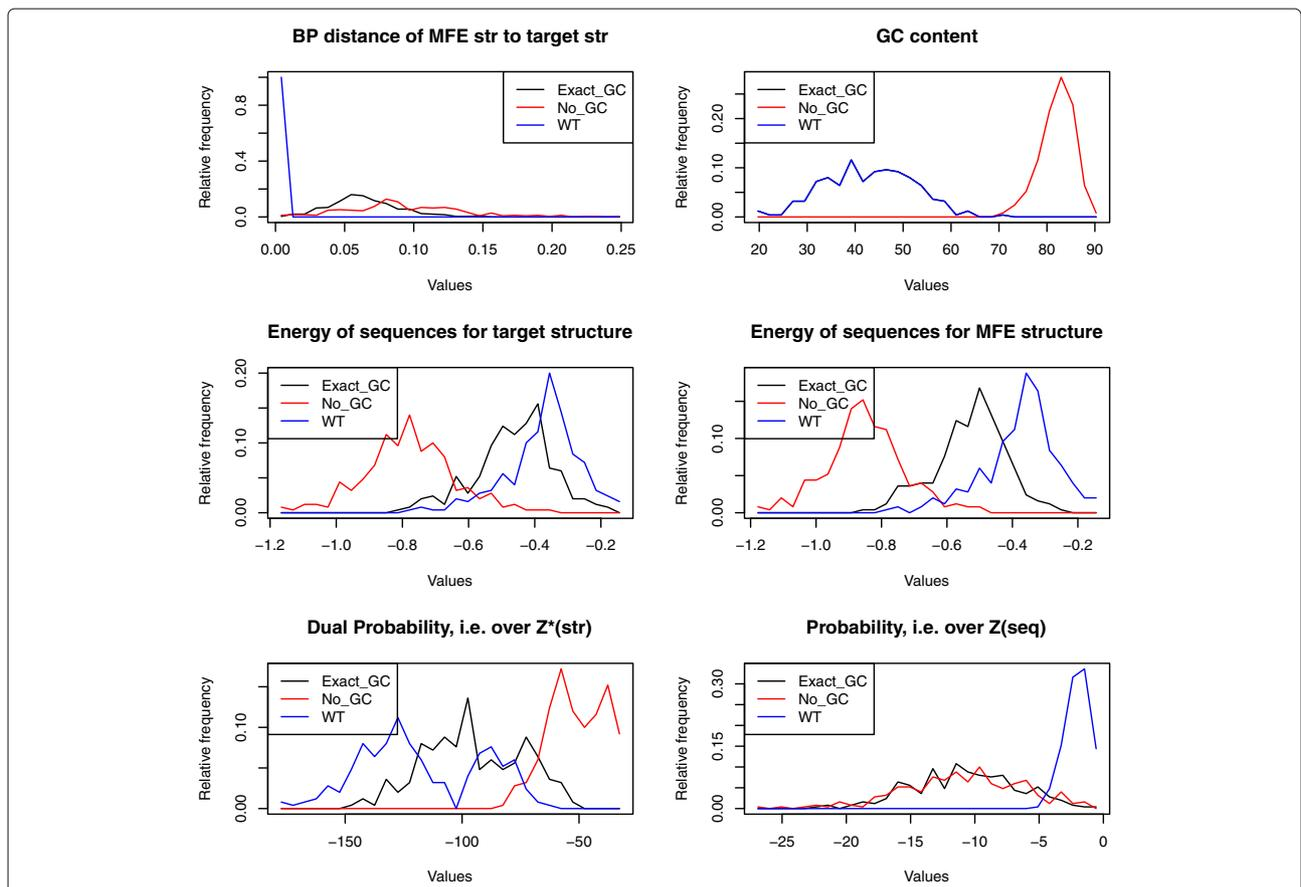 BP distance of MFE str to target str
Relative frequency
0.0 0.4 0.8
Exact_GC
No_GC
WT
0.00 0.05 0.10 0.15 0.20 0.25
Values
GC content
Relative frequency
0.00 0.10 0.20
Exact_GC
No_GC
WT
20 30 40 50 60 70 80 90
Values
Energy of sequences for target structure
Relative frequency
0.00 0.10 0.20
Exact_GC
No_GC
WT
−1.2 −1.0 −0.8 −0.6 −0.4 −0.2
Values
Energy of sequences for MFE structure
Relative frequency
0.00 0.10
Exact_GC
No_GC
WT
−1.2 −1.0 −0.8 −0.6 −0.4 −0.2
Values
Dual Probability, i.e. over Z*(str)
Relative frequency
0.00 0.10
Exact_GC
No_GC
WT
−150 −100 −50
Values
Probability, i.e. over Z(seq)
Relative frequency
0.00 0.15 0.30
Exact_GC
No_GC
WT
−25 −20 −15 −10 −5 0
Values